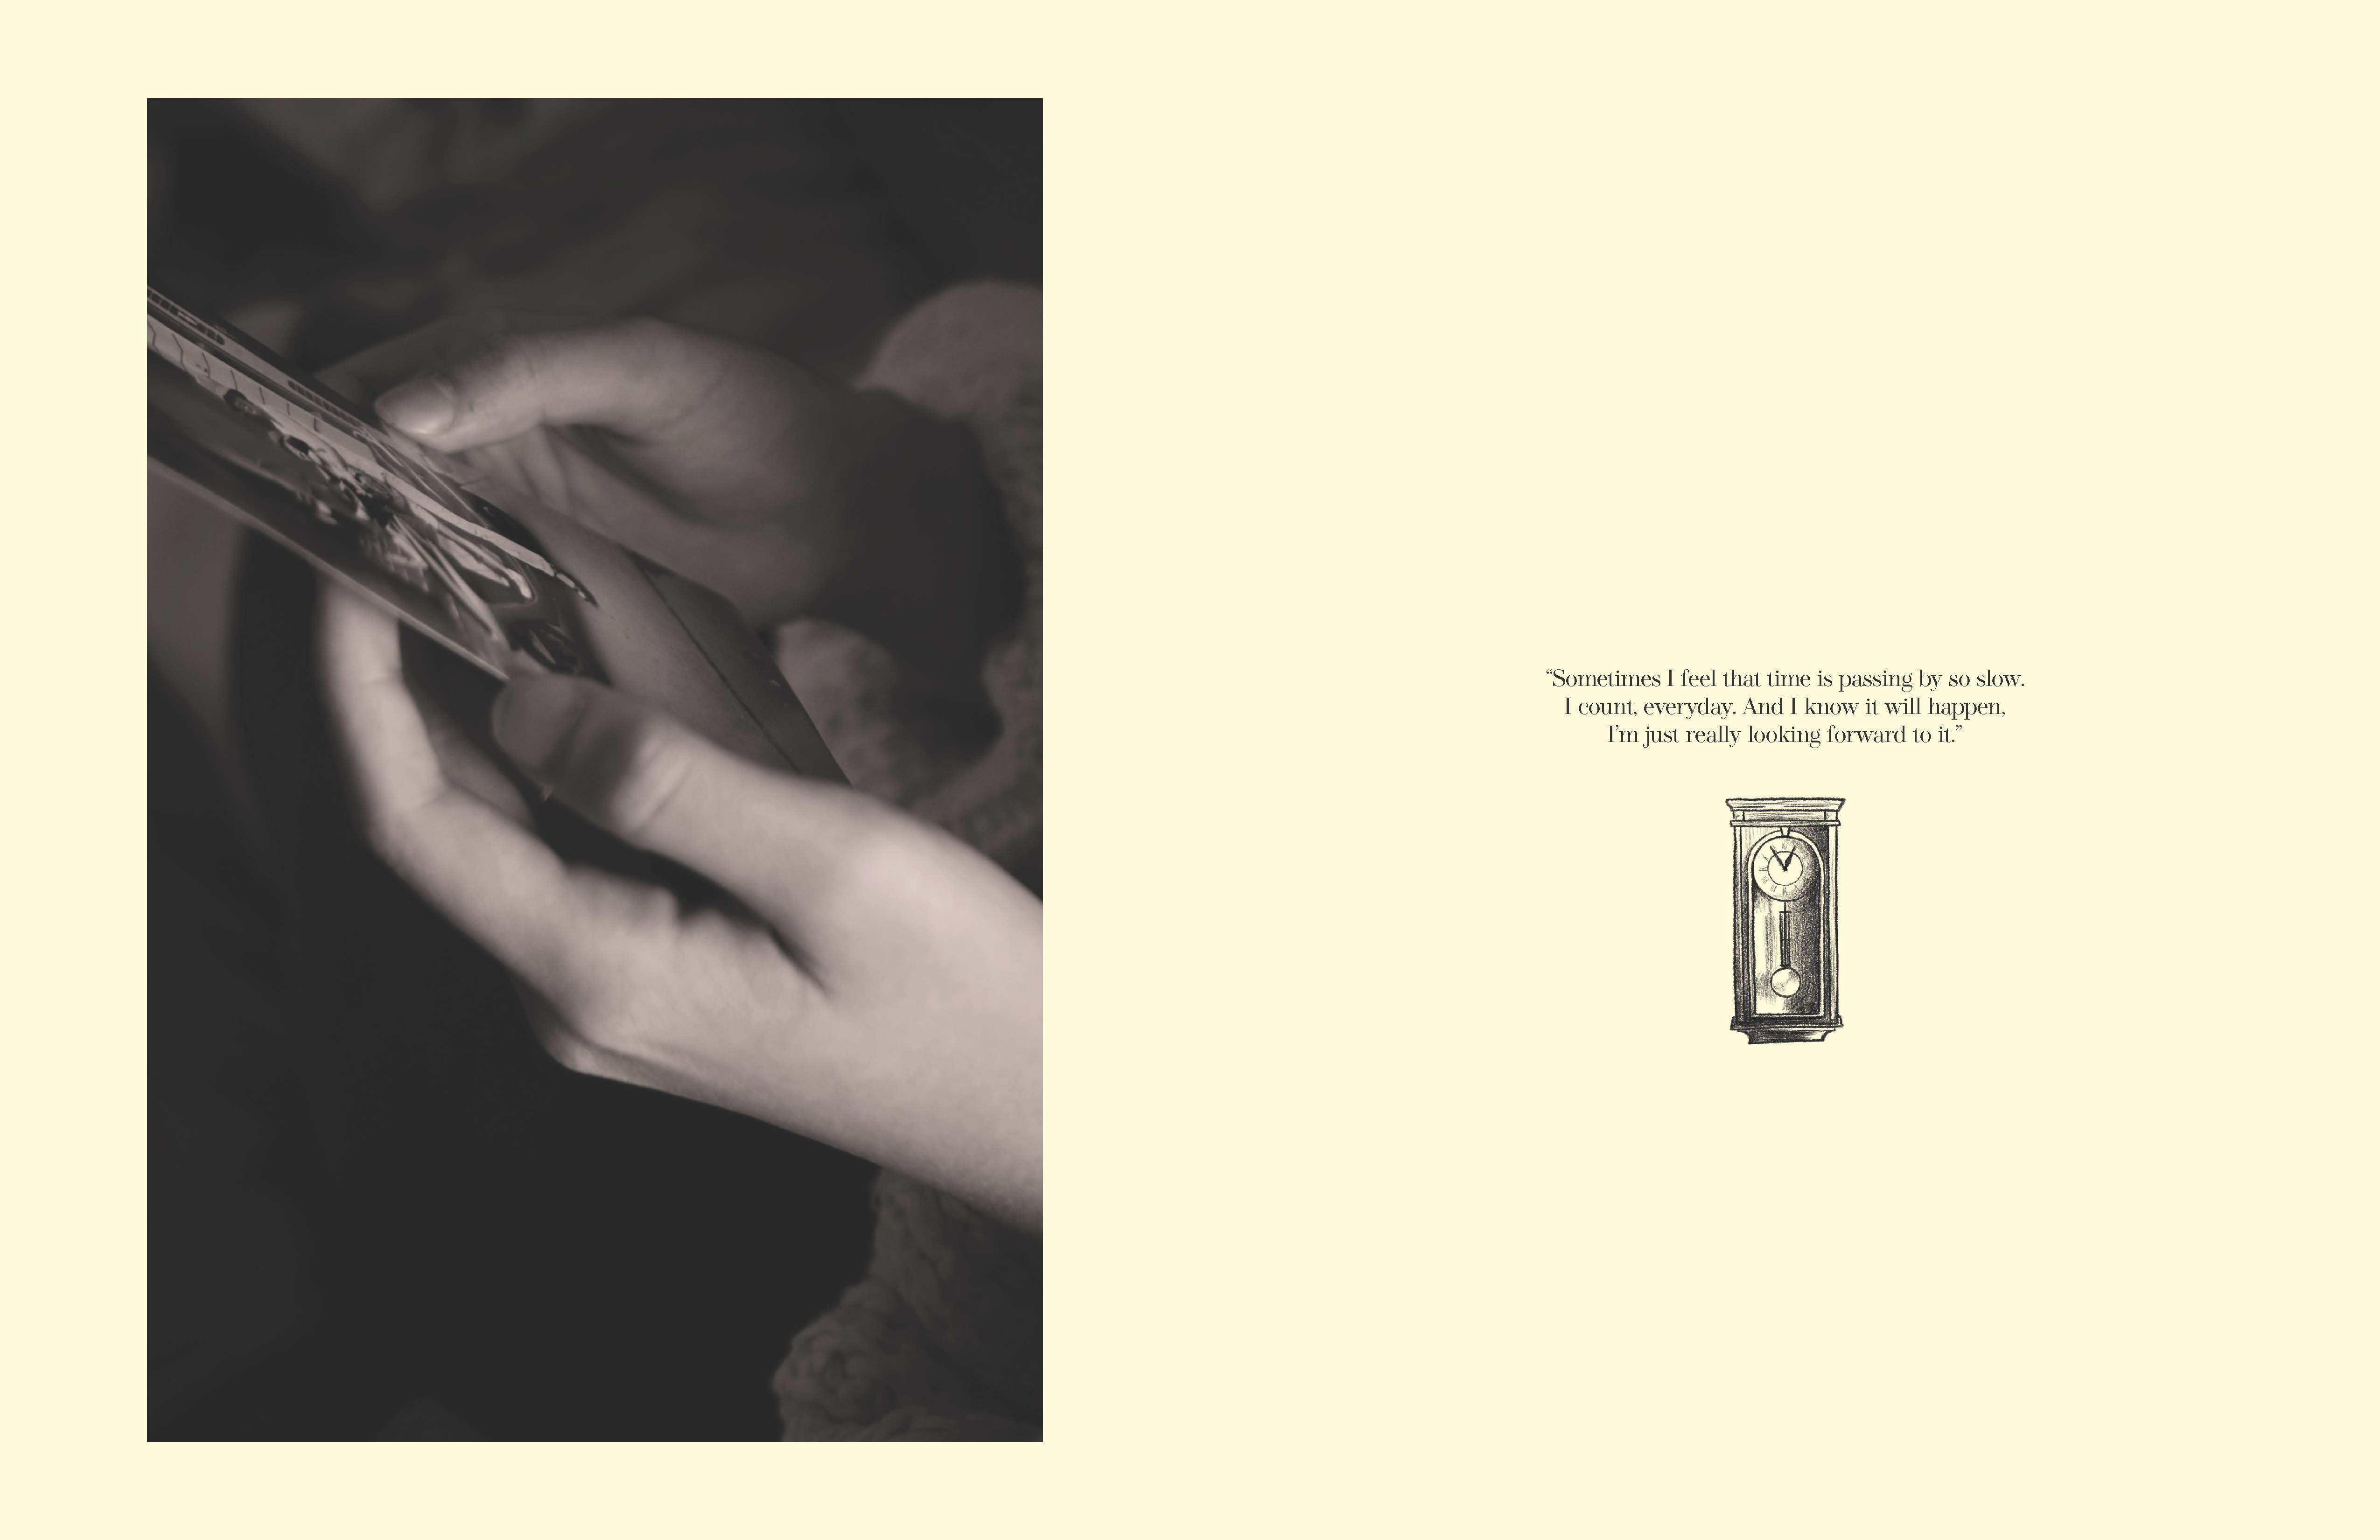 “Sometimes I feel that time is passing by so slow.
I count, everyday. And I know it will happen,
I’m just really looking forward to it.”